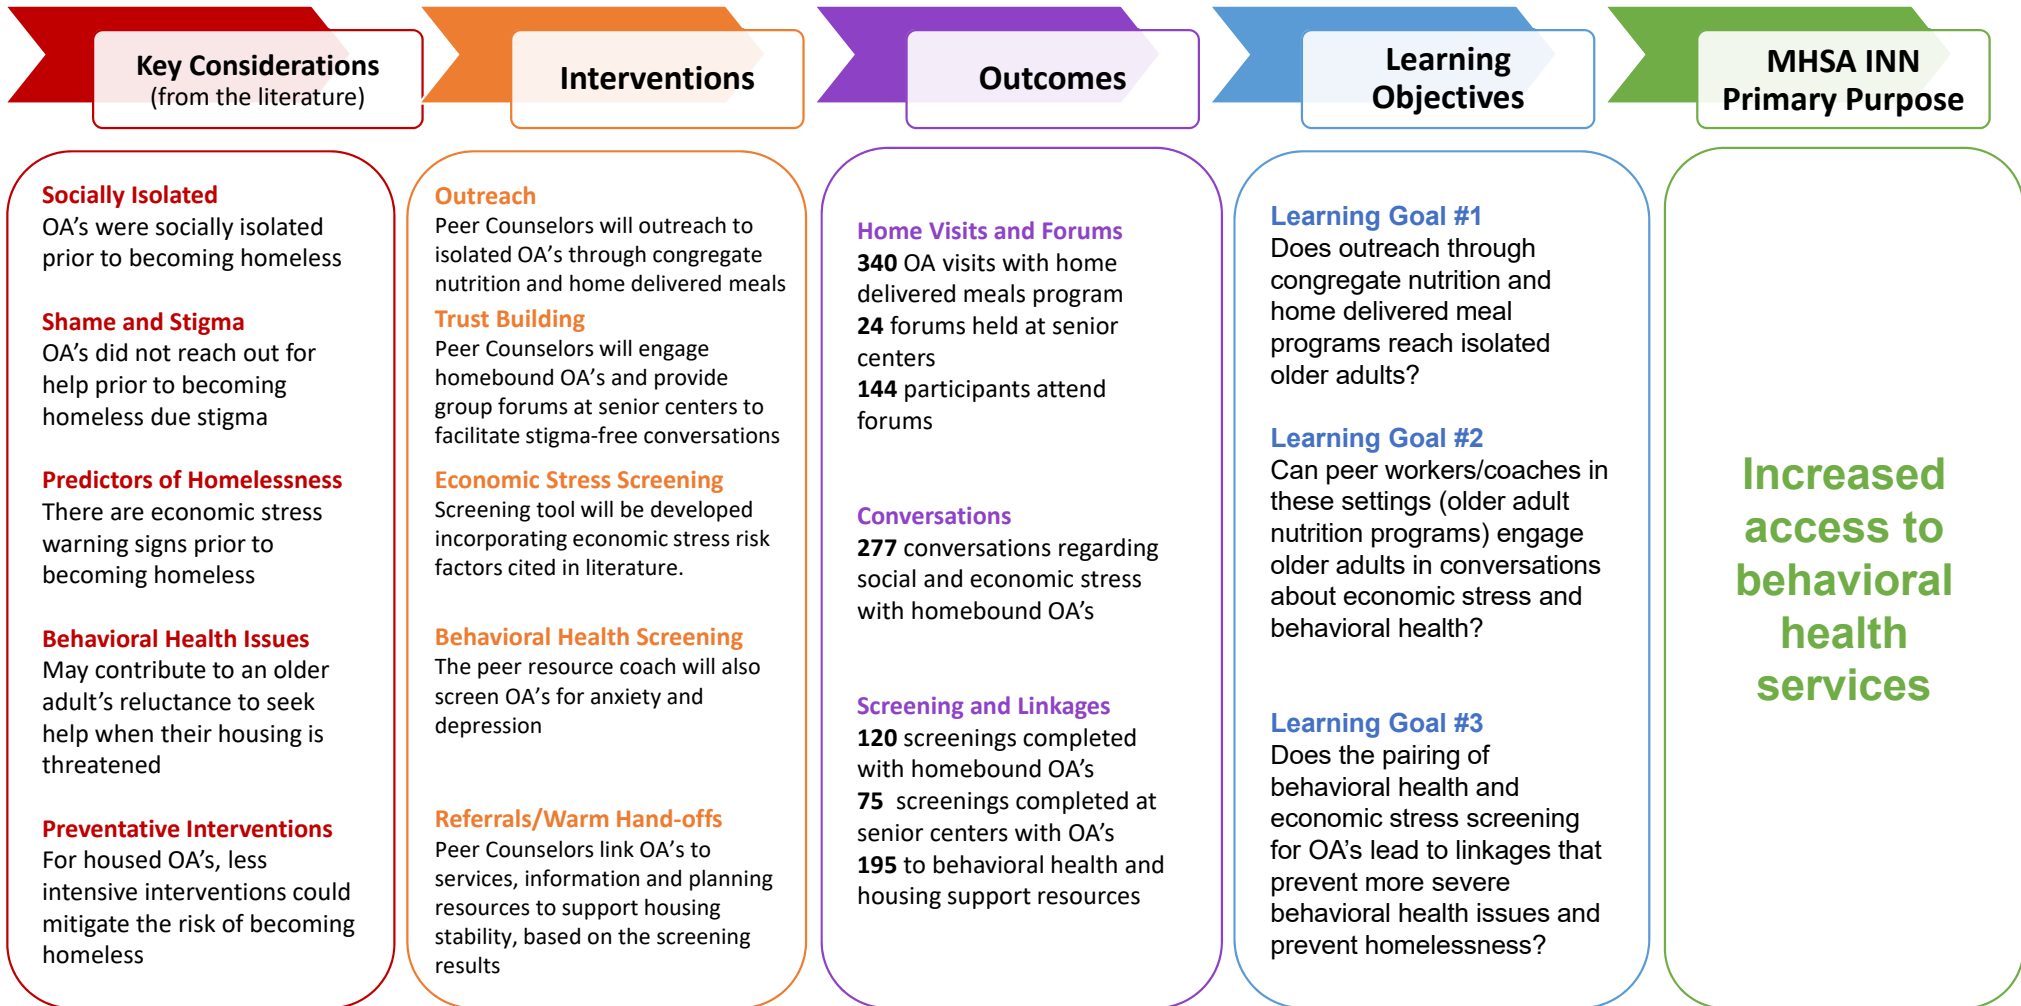 Key Considerations
(from the literature)
Interventions
Outcomes
Learning
Objectives
MHSA INN
Primary Purpose
Socially Isolated
OA's were socially isolated
prior to becoming homeless
Shame and Stigma
OA's did not reach out for
help prior to becoming
homeless due stigma
Predictors of Homelessness
There are economic stress
warning signs prior to
becoming homeless
Behavioral Health Issues
May contribute to an older
adult's reluctance to seek
help when their housing is
threatened
Preventative Interventions
For housed OA's, less
intensive interventions could
mitigate the risk of becoming
homeless
Outreach
Peer Counselors will outreach to
isolated OA's through congregate
nutrition and home delivered meals
Trust Building
Peer Counselors will engage
homebound OA's and provide
group forums at senior centers to
facilitate stigma-free conversations
Economic Stress Screening
Screening tool will be developed
incorporating economic stress risk
factors cited in literature.
Behavioral Health Screening
The peer resource coach will also
screen OA's for anxiety and
depression
Referrals/Warm Hand-offs
Peer Counselors link OA's to
services, information and planning
resources to support housing
stability, based on the screening
results
Home Visits and Forums
340 OA visits with home
delivered meals program
24 forums held at senior
centers
144 participants attend
forums
Conversations
277 conversations regarding
social and economic stress
with homebound OA's
Screening and Linkages
120 screenings completed
with homebound OA's
75 screenings completed at
senior centers with OA's
195 to behavioral health and
housing support resources
Learning Goal #1
Does outreach through
congregate nutrition and
home delivered meal
programs reach isolated
older adults?
Learning Goal #2
Can peer workers/coaches in
these settings (older adult
nutrition programs) engage
older adults in conversations
about economic stress and
behavioral health?
Learning Goal #3
Does the pairing of
behavioral health and
economic stress screening
for OA's lead to linkages that
prevent more severe
behavioral health issues and
prevent homelessness?
Increased
access to
behavioral
health
services